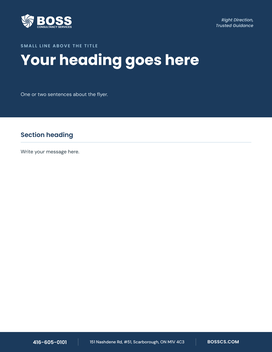 BOSS
CONSULTANCY SERVICES
Right Direction,
Trusted Guidance
SMALL LINE ABOVE THE TITLE
Your heading goes here
One or two sentences about the flyer.
Section heading
Write your message here.
416-605-0101
151 Nashdene Rd, #51, Scarborough, ON M1V 4C3
BOSSCS.COM